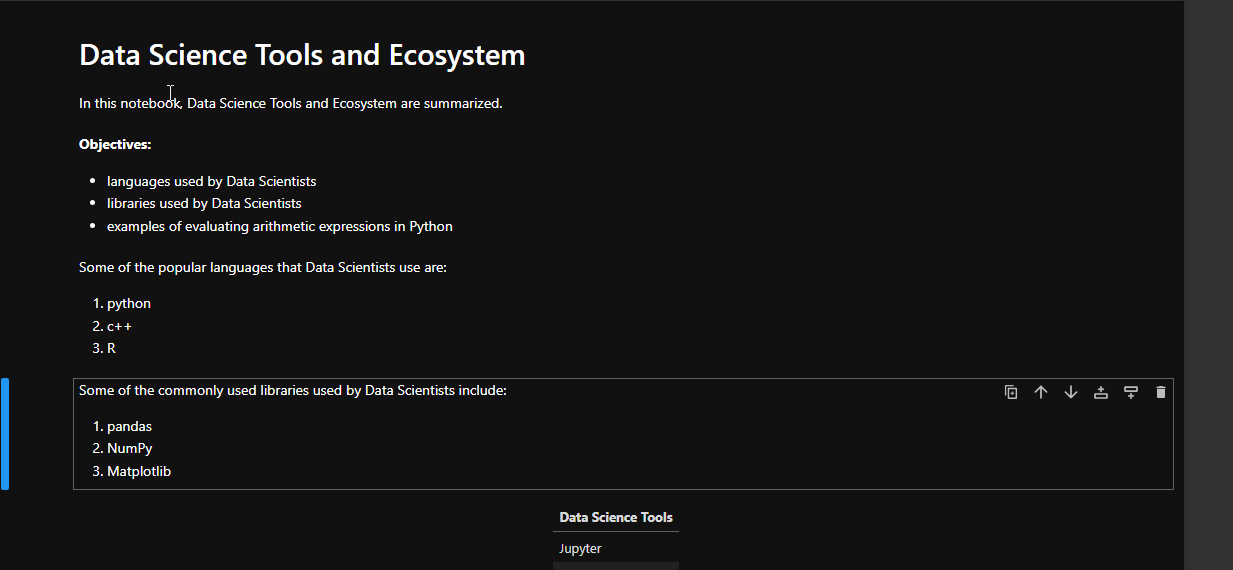 Data Science Tools and Ecosystem
In this notebook, Data Science Tools and Ecosystem are summarized.
Objectives:
• languages used by Data Scientists
• libraries used by Data Scientists
• examples of evaluating arithmetic expressions in Python
Some of the popular languages that Data Scientists use are:
1. python
2. c++
3. R
Some of the commonly used libraries used by Data Scientists include:
1. pandas
2. NumPy
3. Matplotlib
Data Science Tools
Jupyter